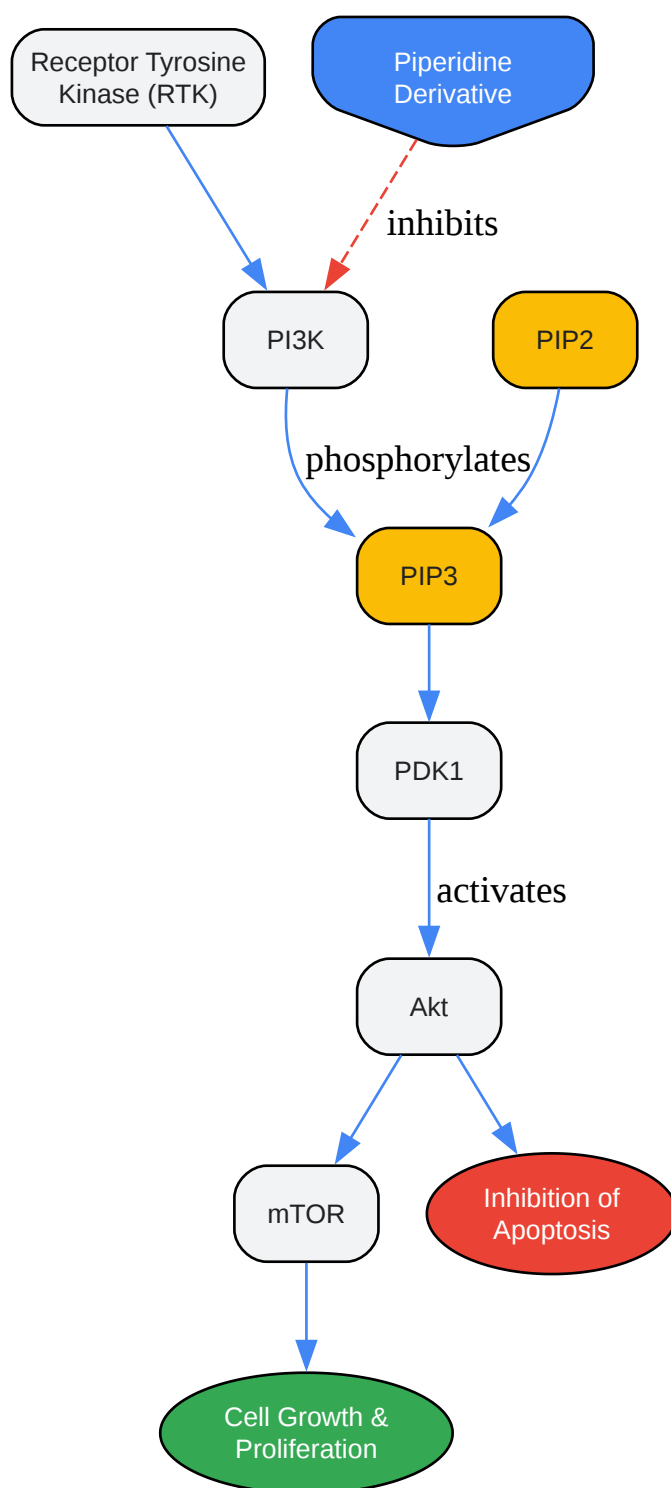 Receptor Tyrosine
Kinase (RTK)
Piperidine
Derivative
inhibits
PI3K
PIP2
phosphorylates
PIP3
PDK1
activates
Akt
mTOR
Inhibition of
Apoptosis
Cell Growth &
Proliferation